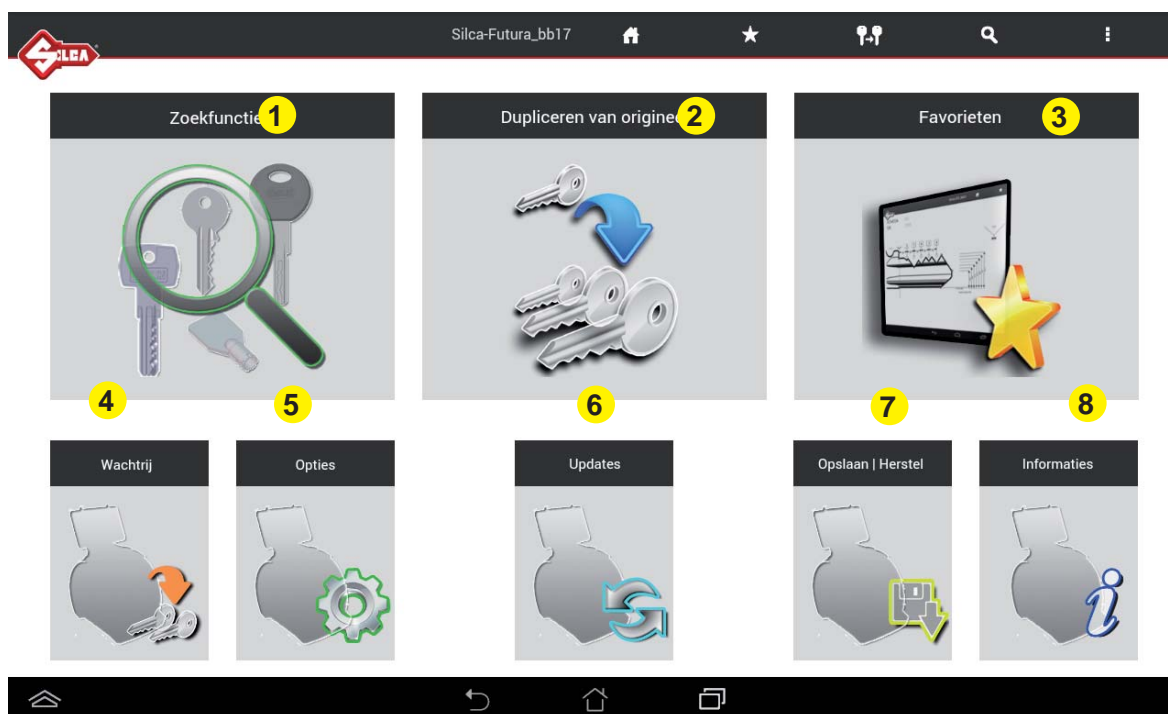 SILCA
Silca-Futura_bb17
Zoekfunctie 1
Dupliceren van 2
Favorieten 3
4
5
6
7
8
Wachtrij
Opties
Updates
Opslaan | Herstel
Informaties